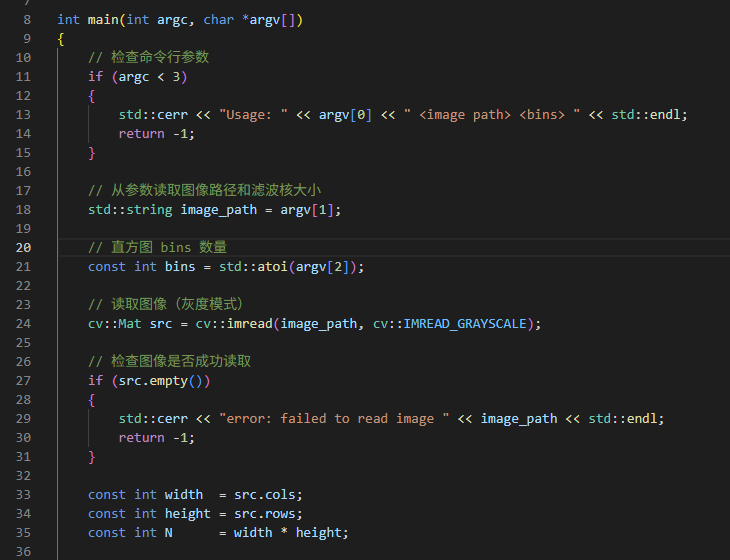 8 int main(int argc, char *argv[])
9 {
10 // 检查命令行参数
11 if (argc < 3)
12 {
13 std::cerr << "Usage: " << argv[0] << " <image path> <bins> " << std::endl;
14 return -1;
15 }
16
17 // 从参数读取图像路径和滤波核大小
18 std::string image_path = argv[1];
19
20 // 直方图 bins 数量
21 const int bins = std::atoi(argv[2]);
22
23 // 读取图像（灰度模式）
24 cv::Mat src = cv::imread(image_path, cv::IMREAD_GRAYSCALE);
25
26 // 检查图像是否成功读取
27 if (src.empty())
28 {
29 std::cerr << "error: failed to read image " << image_path << std::endl;
30 return -1;
31 }
32
33 const int width  = src.cols;
34 const int height = src.rows;
35 const int N      = width * height;
36